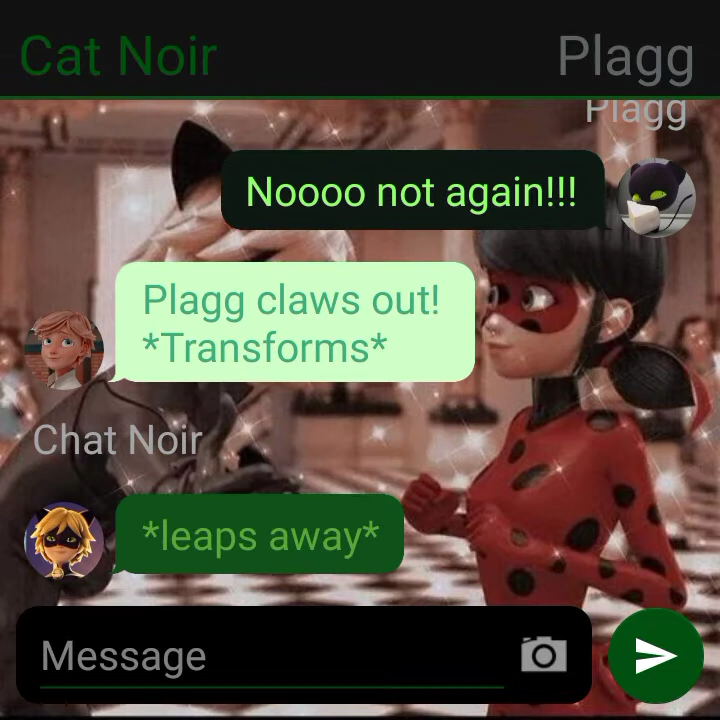 Cat Noir
Plagg
Plagg
Noooo not again!!!
Plagg claws out!
*Transforms*
Chat Noir
*leaps away*
Message